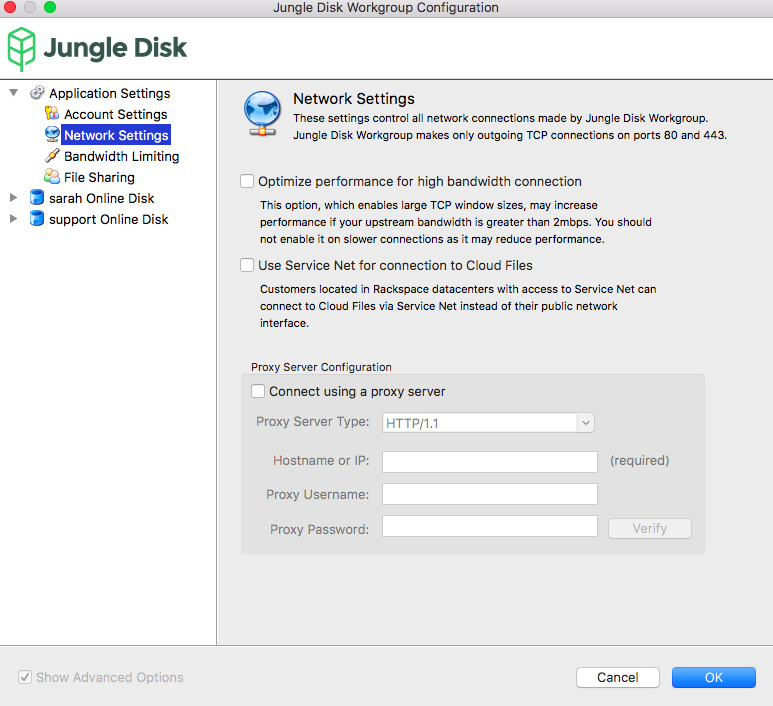 Jungle Disk Workgroup Configuration
Jungle Disk
Application Settings
Account Settings
Network Settings
Bandwidth Limiting
File Sharing
sarah Online Disk
support Online Disk
Network Settings
These settings control all network connections made by Jungle Disk Workgroup.
Jungle Disk Workgroup makes only outgoing TCP connections on ports 80 and 443.
Optimize performance for high bandwidth connection
This option, which enables large TCP window sizes, may increase
performance if your upstream bandwidth is greater than 2mbps. You should
not enable it on slower connections as it may reduce performance.
Use Service Net for connection to Cloud Files
Customers located in Rackspace datacenters with access to Service Net can
connect to Cloud Files via Service Net instead of their public network
interface.
Proxy Server Configuration
Connect using a proxy server
Proxy Server Type: HTTP/1.1
Hostname or IP: (required)
Proxy Username:
Proxy Password: Verify
Show Advanced Options Cancel OK